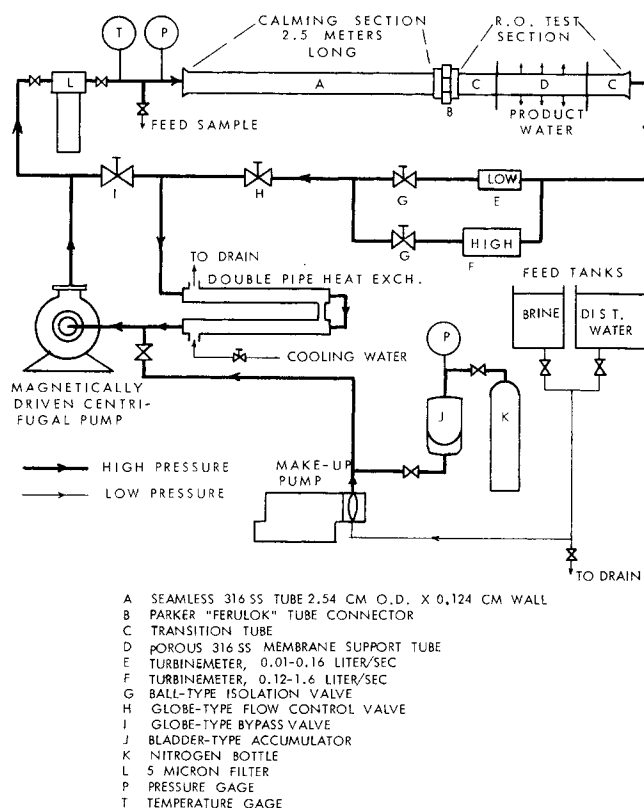 CALMING SECTION
2.5 METERS
LONG
R.O. TEST
SECTION
T
P
L
A
B
C
D
C
FEED SAMPLE
PRODUCT
WATER
I
H
G
LOW
E
G
HIGH
F
TO DRAIN
DOUBLE PIPE HEAT EXCH.
FEED TANKS
BRINE
DIST.
WATER
COOLING WATER
P
J
K
MAGNETICALLY
DRIVEN CENTRI-
FUGAL PUMP
HIGH PRESSURE
LOW PRESSURE
MAKE-UP
PUMP
TO DRAIN
A SEAMLESS 316 SS TUBE 2.54 CM O.D. X 0.124 CM WALL
B PARKER "FERULOK" TUBE CONNECTOR
C TRANSITION TUBE
D pOROUS 316 SS MEMBRANE SUPPORT TUBE
E TURBINEMETER, 0.01-0.16 LITER/SEC
F TURBINEMETER, 0.12-1.6 LITER/SEC
G BALL-TYPE ISOLATION VALVE
H GLOBE-TYPE FLOW CONTROL VALVE
I GLOBE-TYPE BYPASS VALVE
J BLADDER-TYPE ACCUMULATOR
K NITROGEN BOTTLE
L 5 MICRON FILTER
P PRESSURE GAGE
T TEMPERATURE GAGE